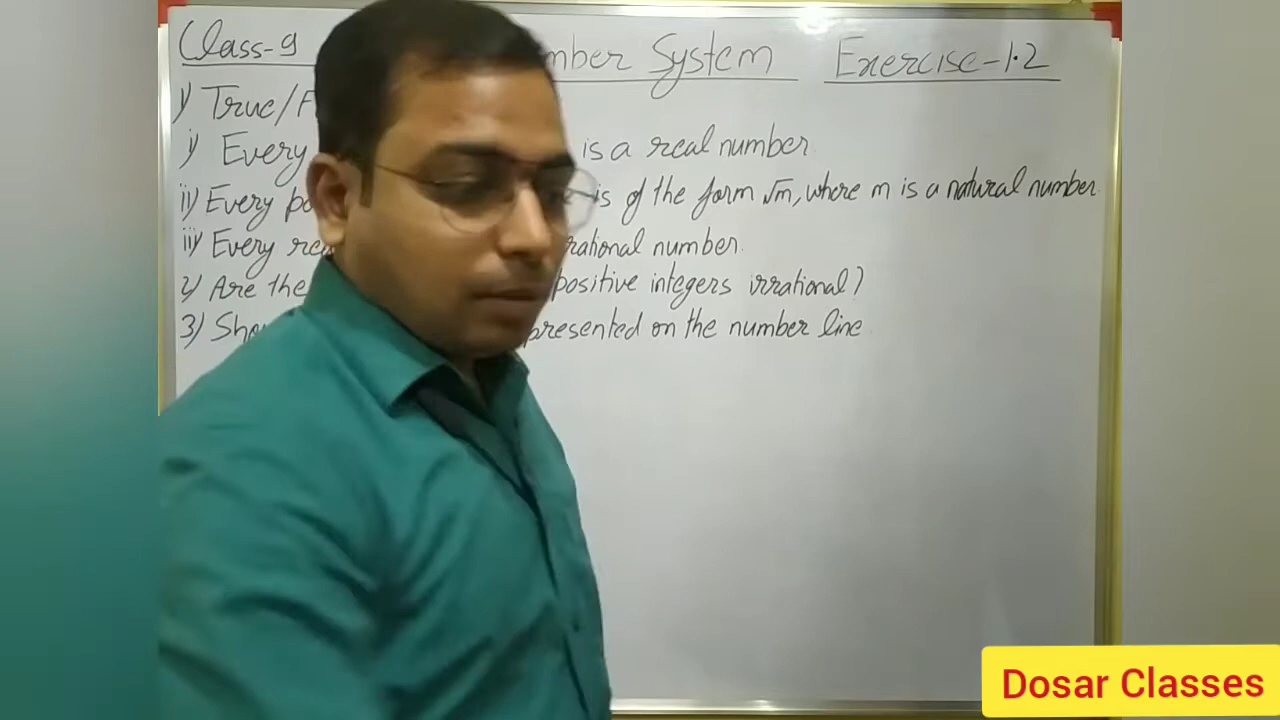 Class-9 mber System Exercise-1.2
1) True/F
i) Every is a real number
ii) Every po is of the form √m, where m is a natural number.
iii) Every rea rational number.
2) Are the positive integers irrational?
3) Sho presented on the number line
Dosar Classes